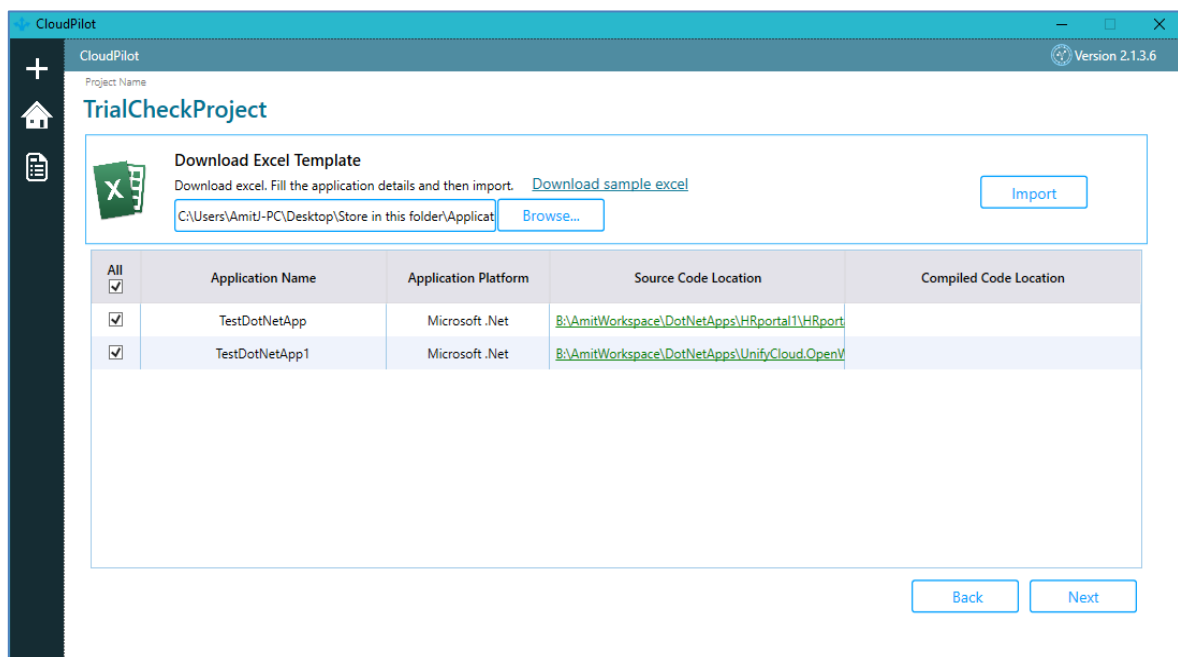 CloudPilot
CloudPilot
Version 2.1.3.6
Project Name
TrialCheckProject
Download Excel Template
Download excel. Fill the application details and then import. Download sample excel
C:\Users\AmitJ-PC\Desktop\Store in this folder\Applicat Browse...
Import
All Application Name Application Platform Source Code Location Compiled Code Location
TestDotNetApp Microsoft .Net B:\AmitWorkspace\DotNetApps\HRportal1\HRport
TestDotNetApp1 Microsoft .Net B:\AmitWorkspace\DotNetApps\UnifyCloud.OpenW
Back Next